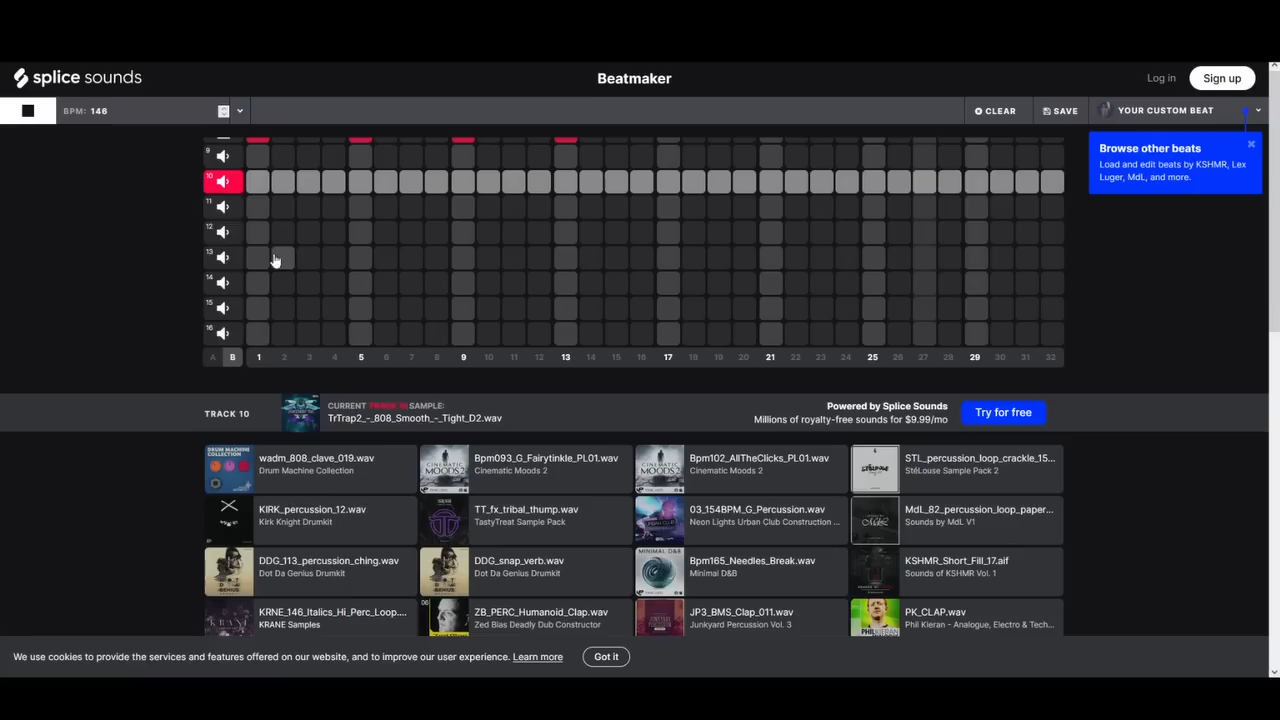 splice sounds
Beatmaker
Log in
Sign up
BPM: 146
CLEAR
SAVE
YOUR CUSTOM BEAT
Browse other beats
Load and edit beats by KSHMR, Lex
Luger, MdL, and more.
9
10
11
12
13
14
15
16
A B 1 2 3 4 5 6 7 8 9 10 11 12 13 14 15 16 17 18 19 20 21 22 23 24 25 26 27 28 29 30 31 32
TRACK 10
CURRENT TRACK 10 SAMPLE:
TrTrap2_-_808_Smooth_-_Tight_D2.wav
Powered by Splice Sounds
Millions of royalty-free sounds for $9.99/mo
Try for free
wadm_808_clave_019.wav
Drum Machine Collection
Bpm093_G_Fairytinkle_PL01.wav
Cinematic Moods 2
Bpm102_AllTheClicks_PL01.wav
Cinematic Moods 2
STL_percussion_loop_crackle_15...
StéLouse Sample Pack 2
KIRK_percussion_12.wav
Kirk Knight Drumkit
TT_fx_tribal_thump.wav
TastyTreat Sample Pack
03_154BPM_G_Percussion.wav
Neon Lights Urban Club Construction ...
MdL_82_percussion_loop_paper...
Sounds by MdL V1
DDG_113_percussion_ching.wav
Dot Da Genius Drumkit
DDG_snap_verb.wav
Dot Da Genius Drumkit
Bpm165_Needles_Break.wav
Minimal D&B
KSHMR_Short_Fill_17.aif
Sounds of KSHMR Vol. 1
KRNE_146_Italics_Hi_Perc_Loop....
KRANE Samples
ZB_PERC_Humanoid_Clap.wav
Zed Bias Deadly Dub Constructor
JP3_BMS_Clap_011.wav
Junkyard Percussion Vol. 3
PK_CLAP.wav
Phil Kieran - Analogue, Electro & Tech...
We use cookies to provide the services and features offered on our website, and to improve our user experience. Learn more
Got it